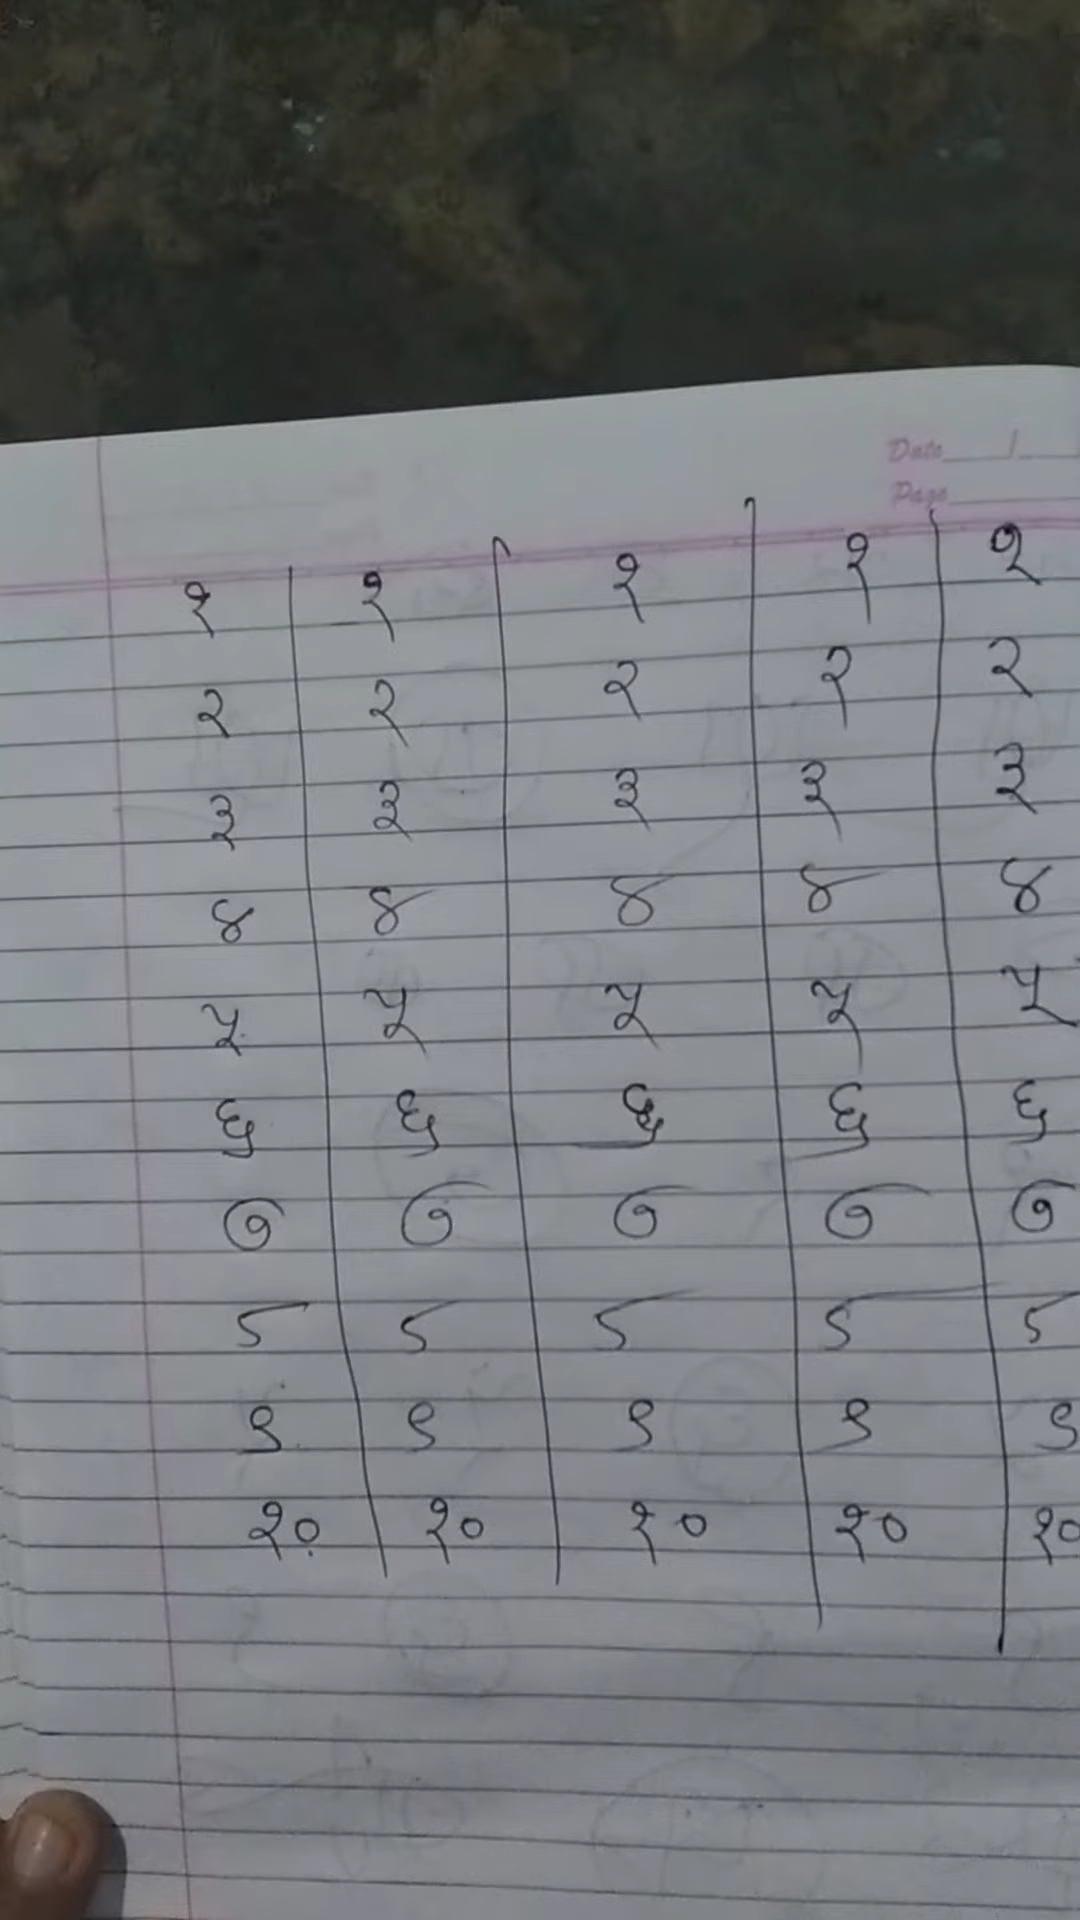 Date
Page
१ १ १ १ १
२ २ २ २ २
३ ३ ३ ३ ३
४ ४ ४ ४ ४
५ ५ ५ ५ ५
६ ६ ६ ६ ६
७ ७ ७ ७ ७
८ ८ ८ ८ ८
९ ९ ९ ९ ९
१० १० १० १० १०